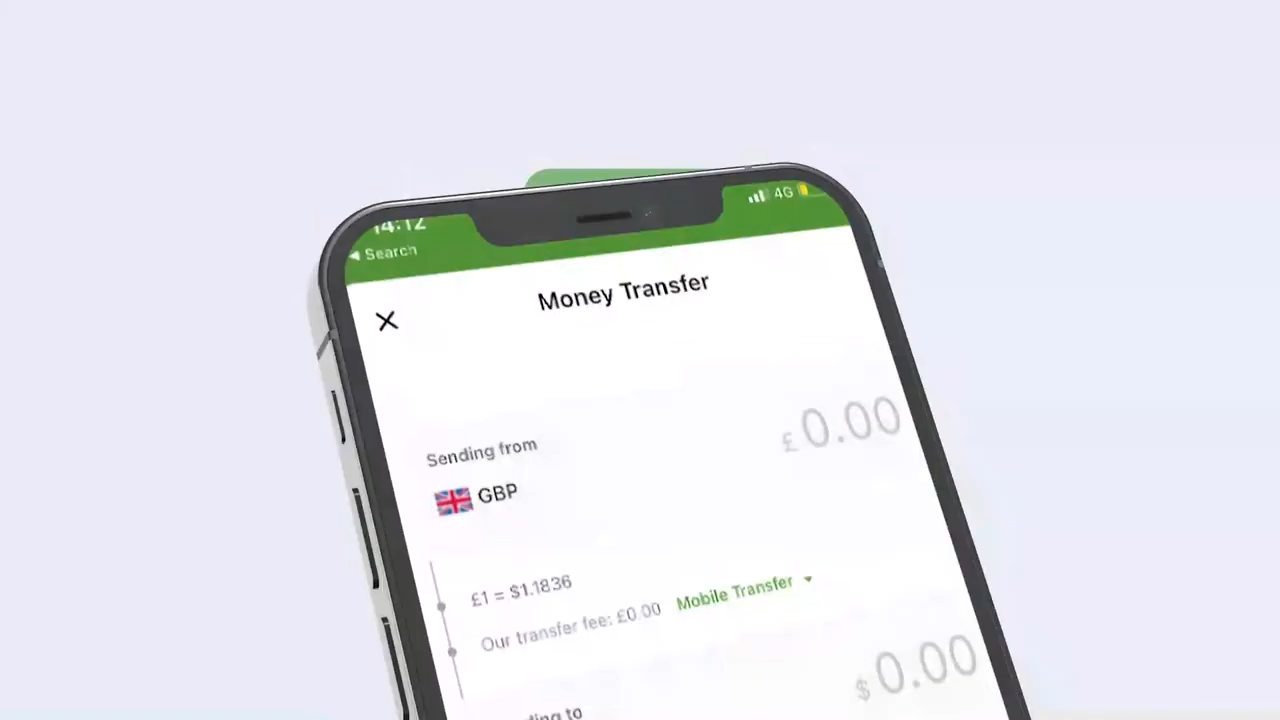 14:12
4G
Search
Money Transfer
Sending from
£ 0.00
GBP
£1 = $1.1836
Our transfer fee: £0.00 Mobile Transfer
$ 0.00
to